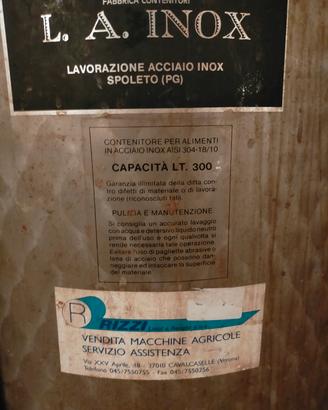 FABBRICA CONTENITORI
L. A. INOX
LAVORAZIONE ACCIAIO INOX
SPOLETO (PG)
CONTENITORE PER ALIMENTI
IN ACCIAIO INOX AISI 304-18/10
CAPACITÀ LT. 300
Garanzia illimitata della ditta con-
tro difetti di materiale o di lavora-
zione (riconosciuti tali).
PULIZIA E MANUTENZIONE
Si consiglia un accurato lavaggio
con acqua e detersivo liquido neutro
prima dell'uso e ogni qualvolta si
rende necessaria tale operazione.
Evitare l'uso di pagliette abrasive o
lana di acciaio che possono dan-
neggiare ed intaccare la superficie
del materiale.
R
RIZZI
VENDITA MACCHINE AGRICOLE
SERVIZIO ASSISTENZA
Via XXV Aprile, 18 - 37010 CAVALCASELLE (Verona)
Telefono 045/7550755 - Fax 045/7550756